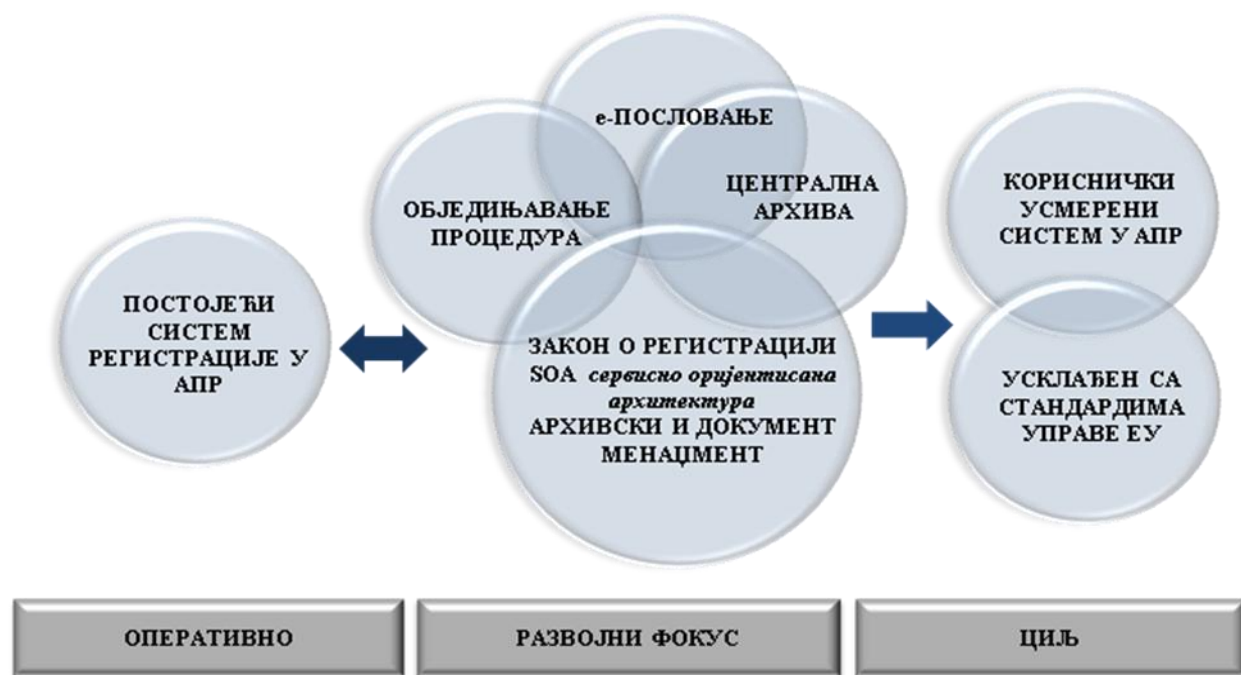 е-ПОСЛОВАЊЕ
ОБЈЕДИЊАВАЊЕ
ПРОЦЕДУРА
ЦЕНТРАЛНА
АРХИВА
КОРИСНИЧКИ
УСМЕРЕНИ
СИСТЕМ У АПР
ПОСТОЈЕЋИ
СИСТЕМ
РЕГИСТРАЦИЈЕ У
АПР
ЗАКОН О РЕГИСТРАЦИЈИ
SOA сервисно оријентисана
архитектура
АРХИВСКИ И ДОКУМЕНТ
МЕНАЏМЕНТ
УСКЛАЂЕН СА
СТАНДАРДИМА
УПРАВЕ ЕУ
ОПЕРАТИВНО
РАЗВОЈНИ ФОКУС
ЦИЉ